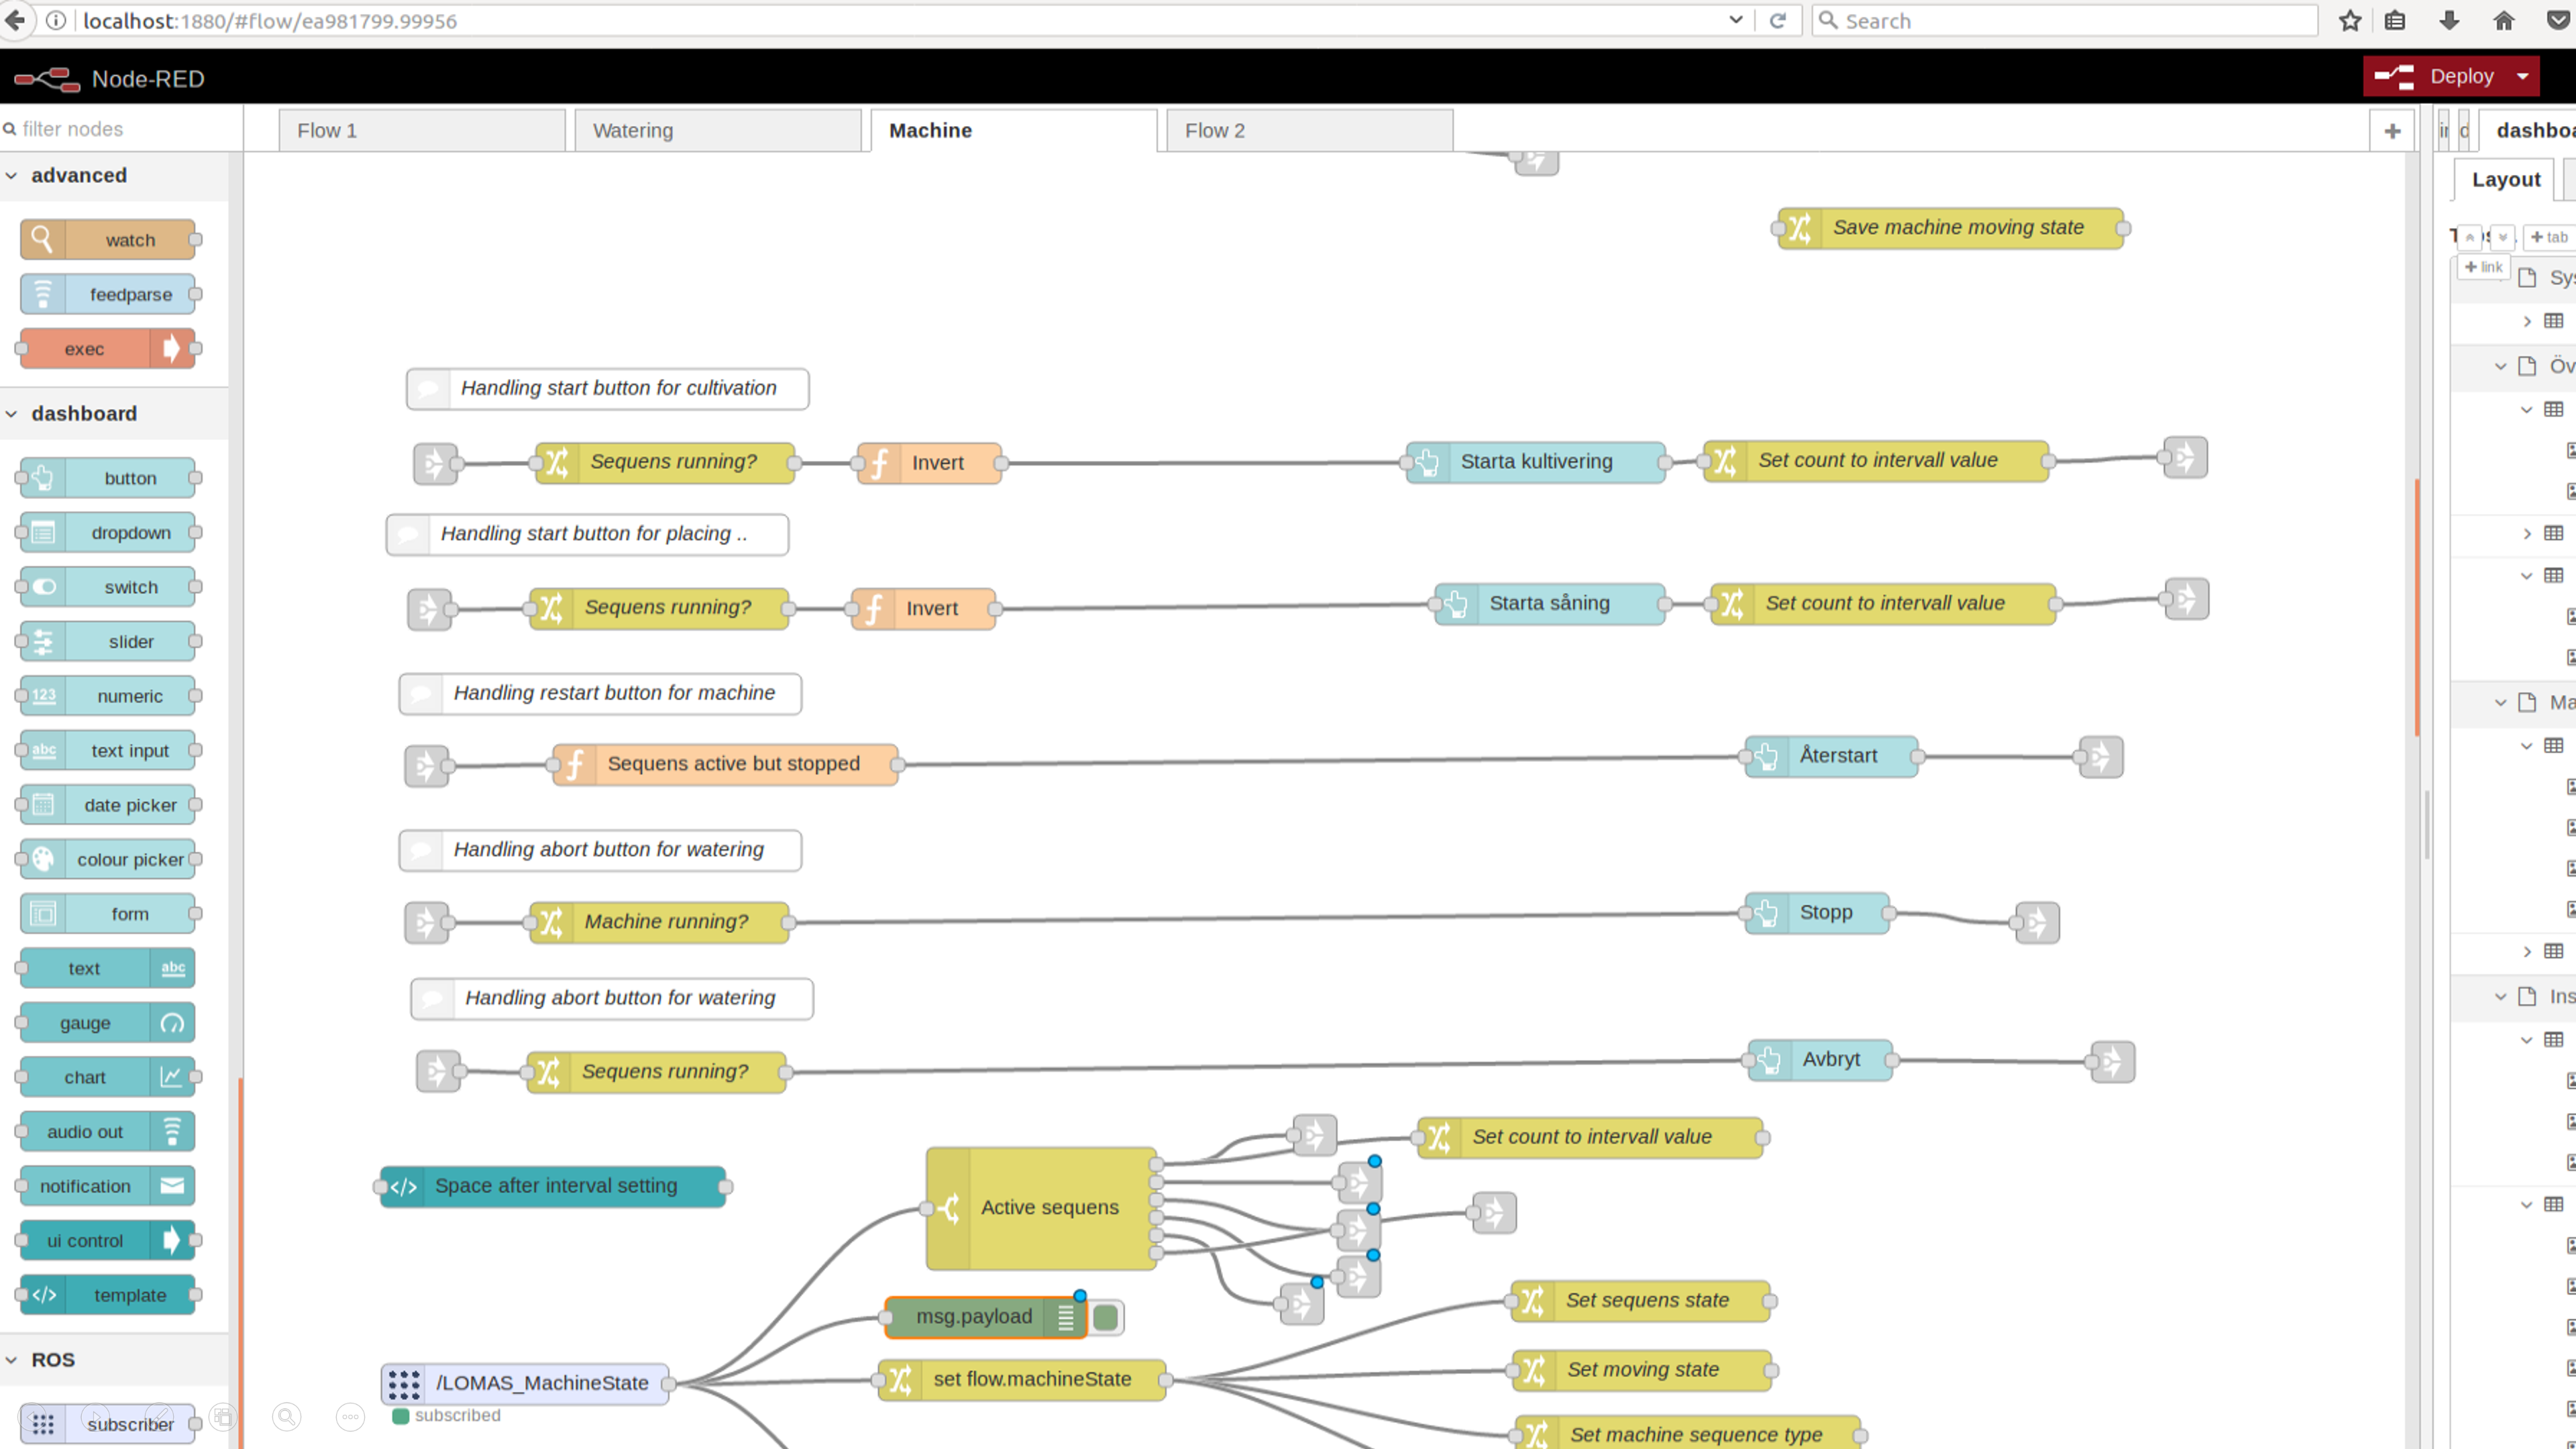 localhost:1880/#flow/ea981799.99956
Search
Node-RED
Deploy
filter nodes
Flow 1
Watering
Machine
Flow 2
advanced
watch
feedparse
exec
dashboard
button
dropdown
switch
slider
123 numeric
abc text input
date picker
colour picker
form
text abc
gauge
chart
audio out
notification
ui control
</> template
ROS
subscriber
Save machine moving state
Handling start button for cultivation
Sequens running?
Invert
Starta kultivering
Set count to intervall value
Handling start button for placing ..
Sequens running?
Invert
Starta såning
Set count to intervall value
Handling restart button for machine
Sequens active but stopped
Återstart
Handling abort button for watering
Machine running?
Stopp
Handling abort button for watering
Sequens running?
Avbryt
Set count to intervall value
</> Space after interval setting
Active sequens
msg.payload
Set sequens state
/LOMAS_MachineState
subscribed
set flow.machineState
Set moving state
Set machine sequence type
dashboa
Layout
+ tab
+ link
Sys
Öv
Ma
Ins